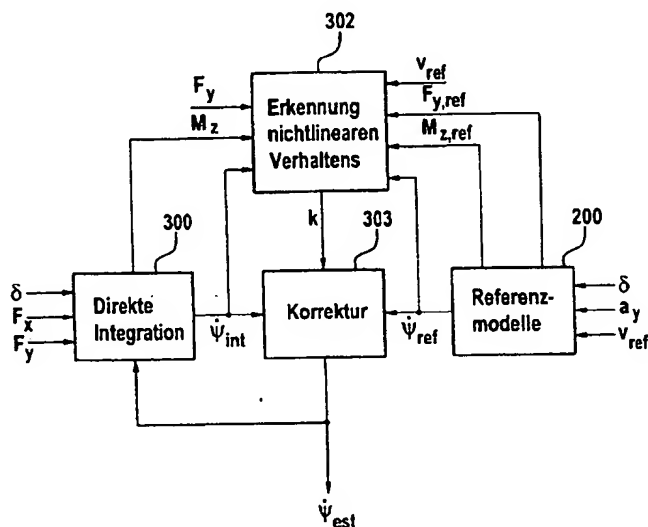 302
v_ref
F_y
F_y,ref
Erkennung
M_z
nichtlinearen
M_z,ref
Verhaltens
k
300
303
200
δ
Direkte
Integration
F_x
F_y
ψ̇_int
Korrektur
ψ̇_ref
Referenz-
modelle
δ
a_y
v_ref
ψ̇_est